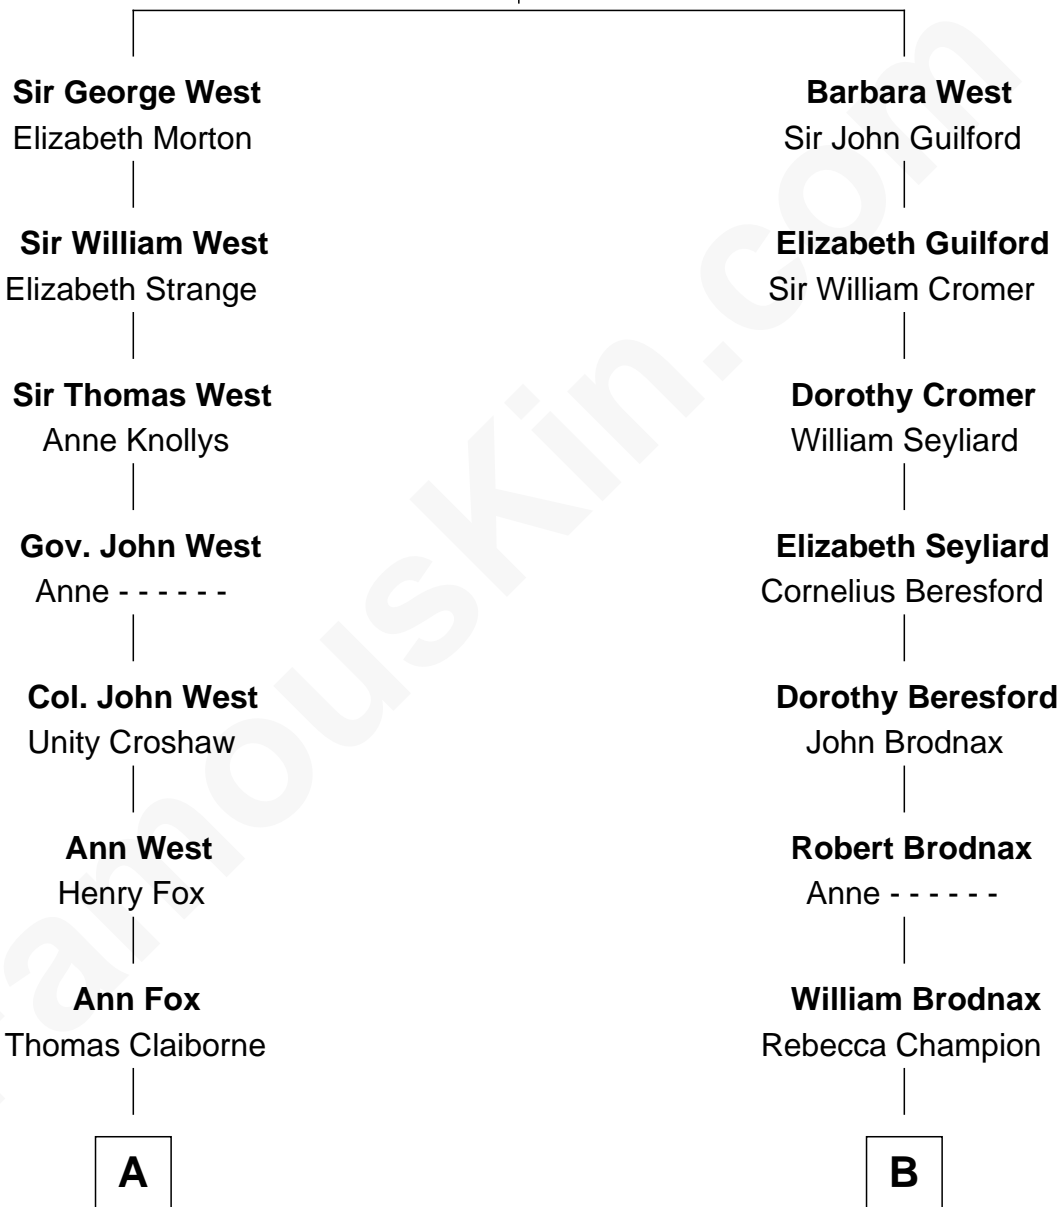 Sir George West
Elizabeth Morton
Sir William West
Elizabeth Strange
Sir Thomas West
Anne Knollys
Gov. John West
Anne - - - - - -
Col. John West
Unity Croshaw
Ann West
Henry Fox
Ann Fox
Thomas Claiborne
A
Barbara West
Sir John Guilford
Elizabeth Guilford
Sir William Cromer
Dorothy Cromer
William Seyliard
Elizabeth Seyliard
Cornelius Beresford
Dorothy Beresford
John Brodnax
Robert Brodnax
Anne - - - - - -
William Brodnax
Rebecca Champion
B
FamousKin.com